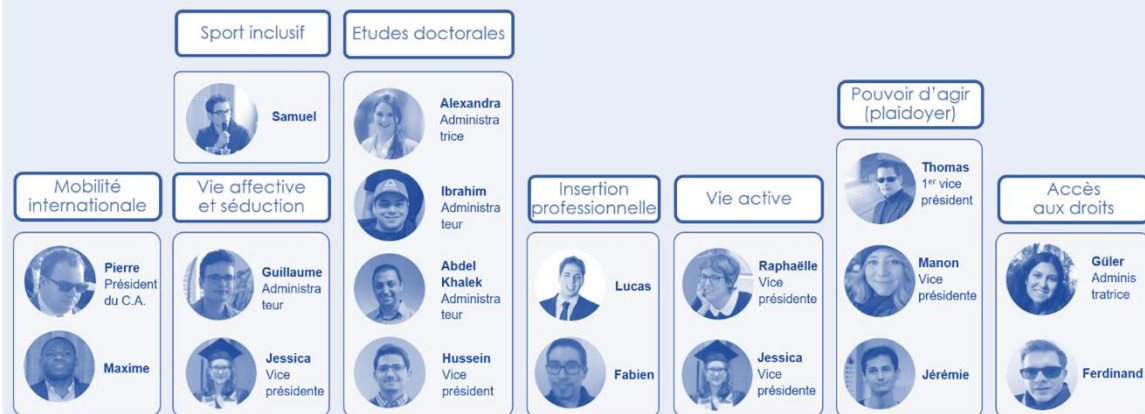 Sport inclusif
Samuel
Etudes doctorales
Alexandra
Administra
trice
Ibrahim
Administra
teur
Abdel
Khalek
Administra
teur
Hussein
Vice
président
Mobilité
internationale
Pierre
Président
du C.A.
Maxime
Vie affective
et séduction
Guillaume
Administra
teur
Jessica
Vice
présidente
Insertion
professionnelle
Lucas
Fabien
Vie active
Raphaëlle
Vice
présidente
Jessica
Vice
présidente
Pouvoir d'agir
(plaidoyer)
Thomas
1er vice
président
Manon
Vice
présidente
Jérémie
Accès
aux droits
Güler
Adminis
tratrice
Ferdinand